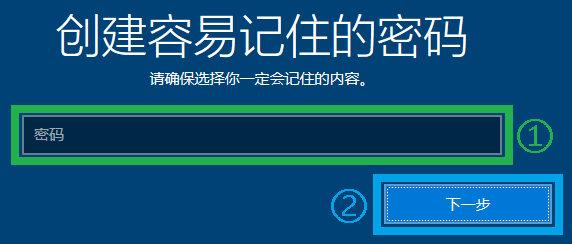 创建容易记住的密码
请确保选择你一定会记住的内容。
密码
①
②
下一步